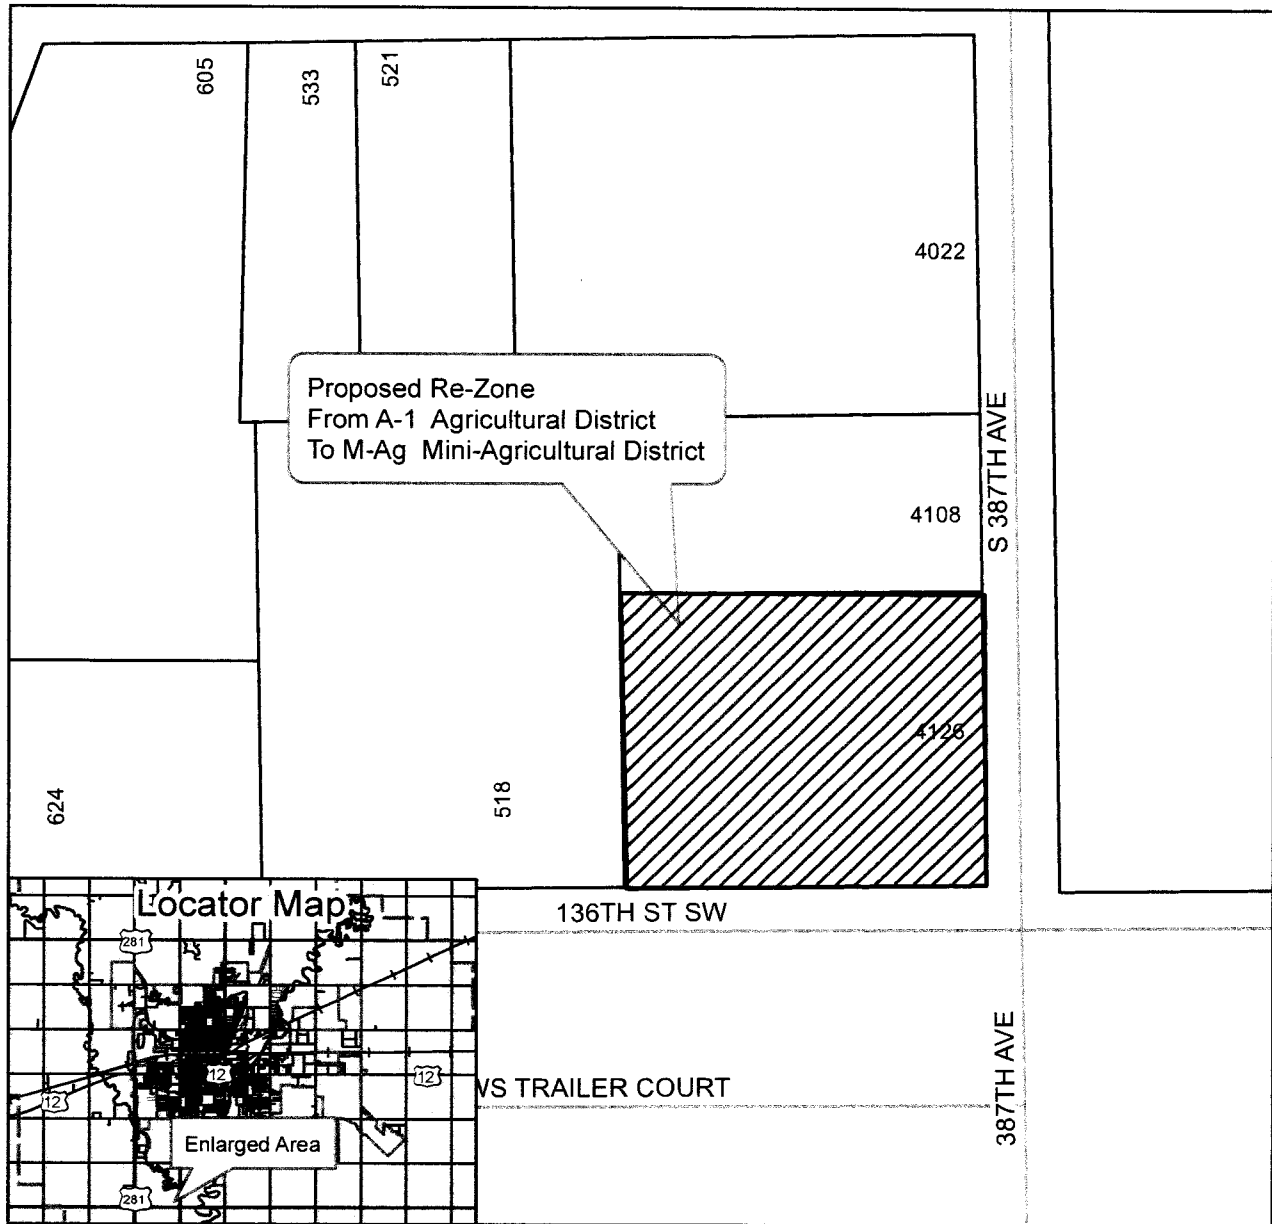 605
533
521
4022
Proposed Re-Zone
From A-1 Agricultural District
To M-Ag Mini-Agricultural District
S 387TH AVE
4108
4126
624
518
136TH ST SW
Locator Map
281
12
12
12
Enlarged Area
281
WS TRAILER COURT
387TH AVE